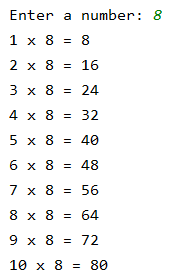 Enter a number: 8
1 x 8 = 8
2 x 8 = 16
3 x 8 = 24
4 x 8 = 32
5 x 8 = 40
6 x 8 = 48
7 x 8 = 56
8 x 8 = 64
9 x 8 = 72
10 x 8 = 80